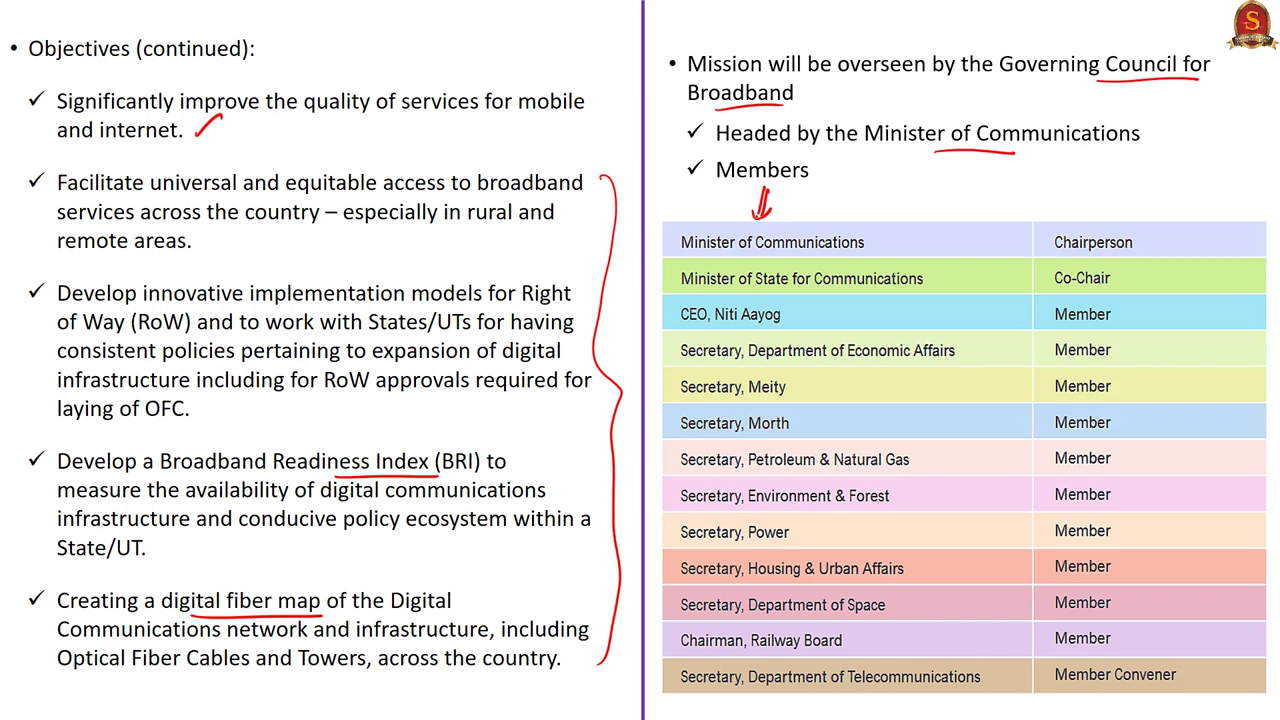 • Objectives (continued):
✓ Significantly improve the quality of services for mobile
and internet.
✓ Facilitate universal and equitable access to broadband
services across the country – especially in rural and
remote areas.
✓ Develop innovative implementation models for Right
of Way (RoW) and to work with States/UTs for having
consistent policies pertaining to expansion of digital
infrastructure including for RoW approvals required for
laying of OFC.
✓ Develop a Broadband Readiness Index (BRI) to
measure the availability of digital communications
infrastructure and conducive policy ecosystem within a
State/UT.
✓ Creating a digital fiber map of the Digital
Communications network and infrastructure, including
Optical Fiber Cables and Towers, across the country.
• Mission will be overseen by the Governing Council for
Broadband
✓ Headed by the Minister of Communications
✓ Members
Minister of Communications Chairperson
Minister of State for Communications Co-Chair
CEO, Niti Aayog Member
Secretary, Department of Economic Affairs Member
Secretary, Meity Member
Secretary, Morth Member
Secretary, Petroleum & Natural Gas Member
Secretary, Environment & Forest Member
Secretary, Power Member
Secretary, Housing & Urban Affairs Member
Secretary, Department of Space Member
Chairman, Railway Board Member
Secretary, Department of Telecommunications Member Convener
S